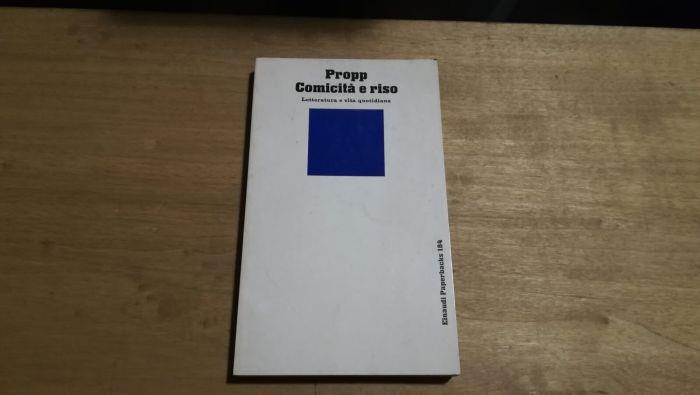 Propp
Comicità e riso
Letteratura e vita quotidiana
Einaudi Paperbacks 184